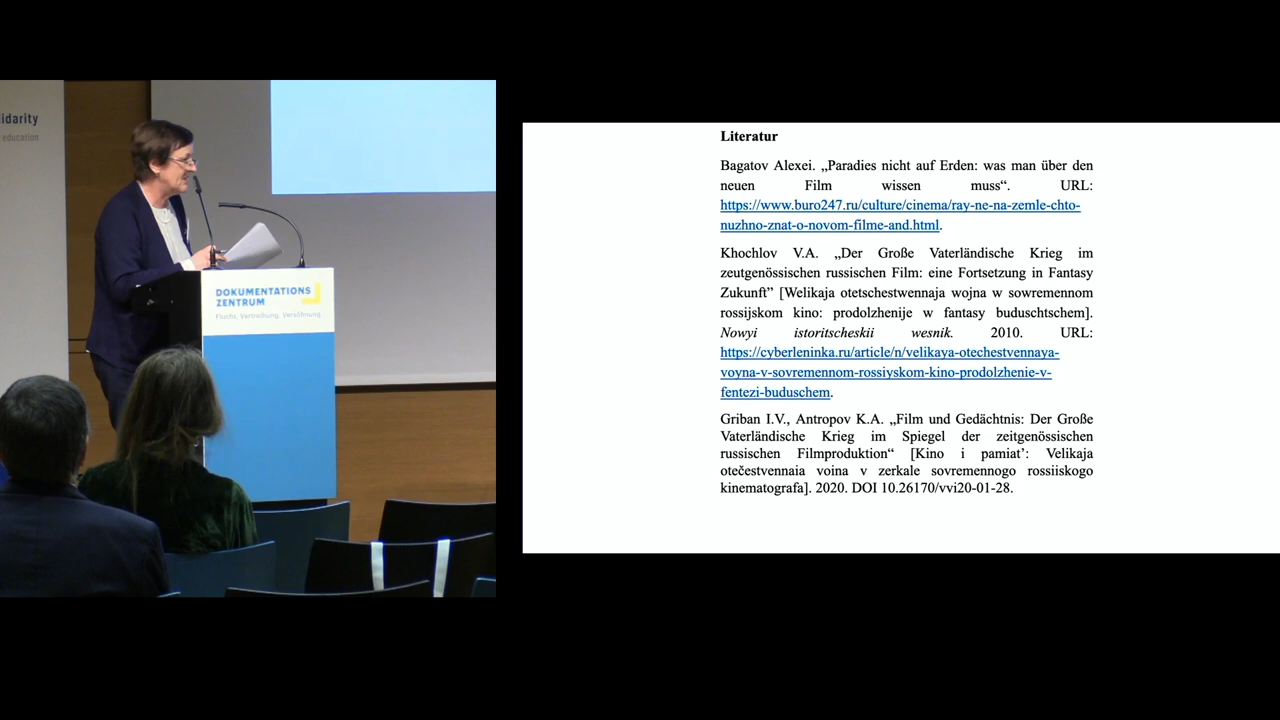 idarity
education
DOKUMENTATIONS
ZENTRUM
Flucht, Vertreibung, Versöhnung
Literatur
Bagatov Alexei. „Paradies nicht auf Erden: was man über den
neuen Film wissen muss“. URL:
https://www.buro247.ru/culture/cinema/ray-ne-na-zemle-chto-
nuzhno-znat-o-novom-filme-and.html.
Khochlov V.A. „Der Große Vaterländische Krieg im
zeutgenössischen russischen Film: eine Fortsetzung in Fantasy
Zukunft” [Welikaja otetschestwennaja wojna w sowremennom
rossijskom kino: prodolzhenije w fantasy buduschtschem].
Nowyi istoritscheskii wesnik. 2010. URL:
https://cyberleninka.ru/article/n/velikaya-otechestvennaya-
voyna-v-sovremennom-rossiyskom-kino-prodolzhenie-v-
fentezi-buduschem.
Griban I.V., Antropov K.A. „Film und Gedächtnis: Der Große
Vaterländische Krieg im Spiegel der zeitgenössischen
russischen Filmproduktion“ [Kino i pamiat’: Velikaja
otečestvennaia voina v zerkale sovremennogo rossiiskogo
kinematografa]. 2020. DOI 10.26170/vvi20-01-28.